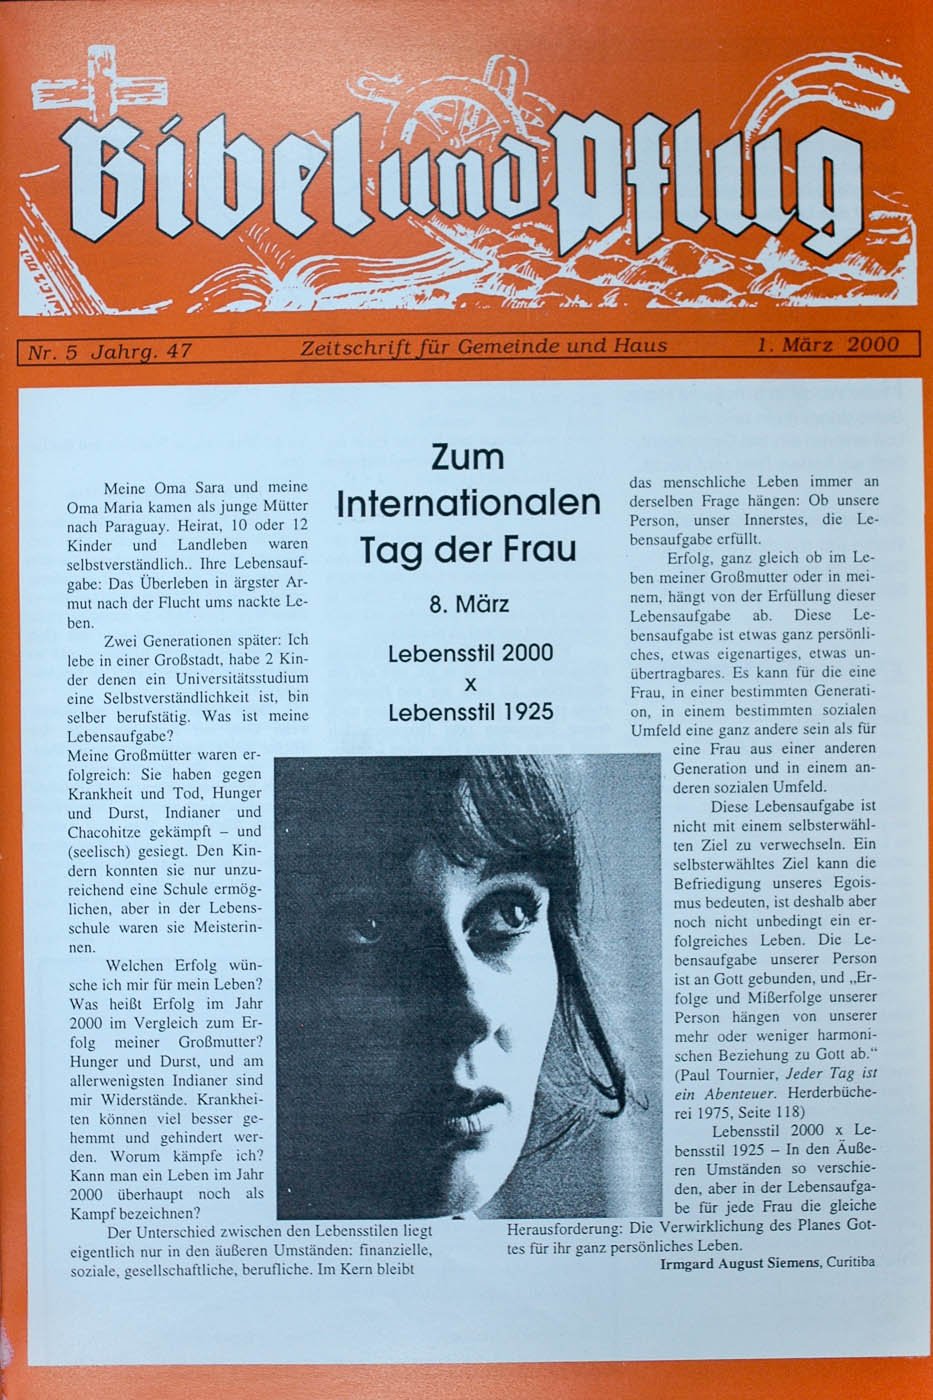 Bibel und Pflug
Nr. 5 Jahrg. 47 Zeitschrift für Gemeinde und Haus 1. März 2000
Zum
Internationalen
Tag der Frau
8. März
Lebensstil 2000
x
Lebensstil 1925
Meine Oma Sara und meine
Oma Maria kamen als junge Mütter
nach Paraguay. Heirat, 10 oder 12
Kinder und Landleben waren
selbstverständlich.. Ihre Lebensauf-
gabe: Das Überleben in ärgster Ar-
mut nach der Flucht ums nackte Le-
ben.
Zwei Generationen später: Ich
lebe in einer Großstadt, habe 2 Kin-
der denen ein Universitätsstudium
eine Selbstverständlichkeit ist, bin
selber berufstätig. Was ist meine
Lebensaufgabe?
Meine Großmütter waren er-
folgreich: Sie haben gegen
Krankheit und Tod, Hunger
und Durst, Indianer und
Chacohitze gekämpft – und
(seelisch) gesiegt. Den Kin-
dern konnten sie nur unzu-
reichend eine Schule ermög-
lichen, aber in der Lebens-
schule waren sie Meisterin-
nen.
Welchen Erfolg wün-
sche ich mir für mein Leben?
Was heißt Erfolg im Jahr
2000 im Vergleich zum Er-
folg meiner Großmutter?
Hunger und Durst, und am
allerwenigsten Indianer sind
mir Widerstände. Krankhei-
ten können viel besser ge-
hemmt und gehindert wer-
den. Worum kämpfe ich?
Kann man ein Leben im Jahr
2000 überhaupt noch als
Kampf bezeichnen?
Der Unterschied zwischen den Lebensstilen liegt
eigentlich nur in den äußeren Umständen: finanzielle,
soziale, gesellschaftliche, berufliche. Im Kern bleibt
das menschliche Leben immer an
derselben Frage hängen: Ob unsere
Person, unser Innerstes, die Le-
bensaufgabe erfüllt.
Erfolg, ganz gleich ob im Le-
ben meiner Großmutter oder in mei-
nem, hängt von der Erfüllung dieser
Lebensaufgabe ab. Diese Le-
bensaufgabe ist etwas ganz persönli-
ches, etwas eigenartiges, etwas un-
übertragbares. Es kann für die eine
Frau, in einer bestimmten Generati-
on, in einem bestimmten sozialen
Umfeld eine ganz andere sein als für
eine Frau aus einer anderen
Generation und in einem an-
deren sozialen Umfeld.
Diese Lebensaufgabe ist
nicht mit einem selbsterwähl-
ten Ziel zu verwechseln. Ein
selbsterwähltes Ziel kann die
Befriedigung unseres Egois-
mus bedeuten, ist deshalb aber
noch nicht unbedingt ein er-
folgreiches Leben. Die Le-
bensaufgabe unserer Person
ist an Gott gebunden, und „Er-
folge und Mißerfolge unserer
Person hängen von unserer
mehr oder weniger harmoni-
schen Beziehung zu Gott ab.“
(Paul Tournier, Jeder Tag ist
ein Abenteuer. Herderbüche-
rei 1975, Seite 118)
Lebensstil 2000 x Le-
bensstil 1925 – In den Äuße-
ren Umständen so verschie-
den, aber in der Lebensaufga-
be für jede Frau die gleiche
Herausforderung: Die Verwirklichung des Planes Got-
tes für ihr ganz persönliches Leben.
Irmgard August Siemens, Curitiba